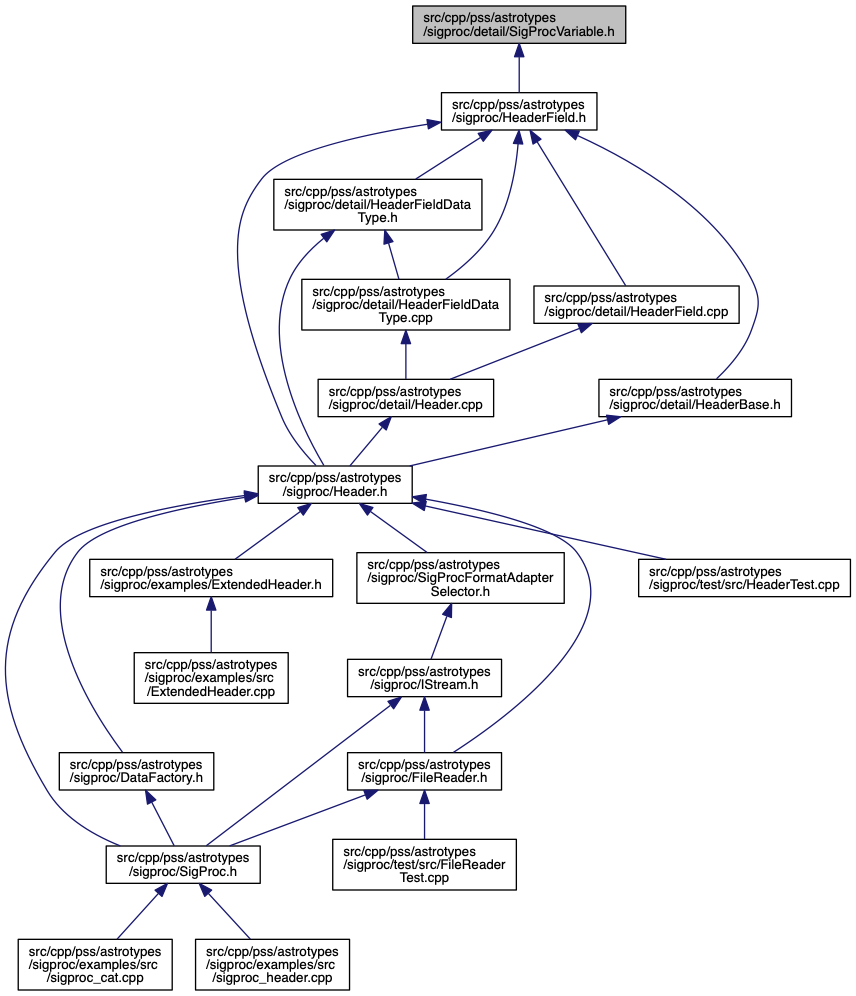 src/cpp/pss/astrotypes
/sigproc/detail/SigProcVariable.h
src/cpp/pss/astrotypes
/sigproc/HeaderField.h
src/cpp/pss/astrotypes
/sigproc/detail/HeaderFieldData
Type.h
src/cpp/pss/astrotypes
/sigproc/detail/HeaderFieldData
Type.cpp
src/cpp/pss/astrotypes
/sigproc/detail/HeaderField.cpp
src/cpp/pss/astrotypes
/sigproc/detail/Header.cpp
src/cpp/pss/astrotypes
/sigproc/detail/HeaderBase.h
src/cpp/pss/astrotypes
/sigproc/Header.h
src/cpp/pss/astrotypes
/sigproc/examples/ExtendedHeader.h
src/cpp/pss/astrotypes
/sigproc/SigProcFormatAdapter
Selector.h
src/cpp/pss/astrotypes
/sigproc/test/src/HeaderTest.cpp
src/cpp/pss/astrotypes
/sigproc/examples/src
/ExtendedHeader.cpp
src/cpp/pss/astrotypes
/sigproc/IStream.h
src/cpp/pss/astrotypes
/sigproc/DataFactory.h
src/cpp/pss/astrotypes
/sigproc/FileReader.h
src/cpp/pss/astrotypes
/sigproc/SigProc.h
src/cpp/pss/astrotypes
/sigproc/test/src/FileReader
Test.cpp
src/cpp/pss/astrotypes
/sigproc/examples/src
/sigproc_cat.cpp
src/cpp/pss/astrotypes
/sigproc/examples/src
/sigproc_header.cpp